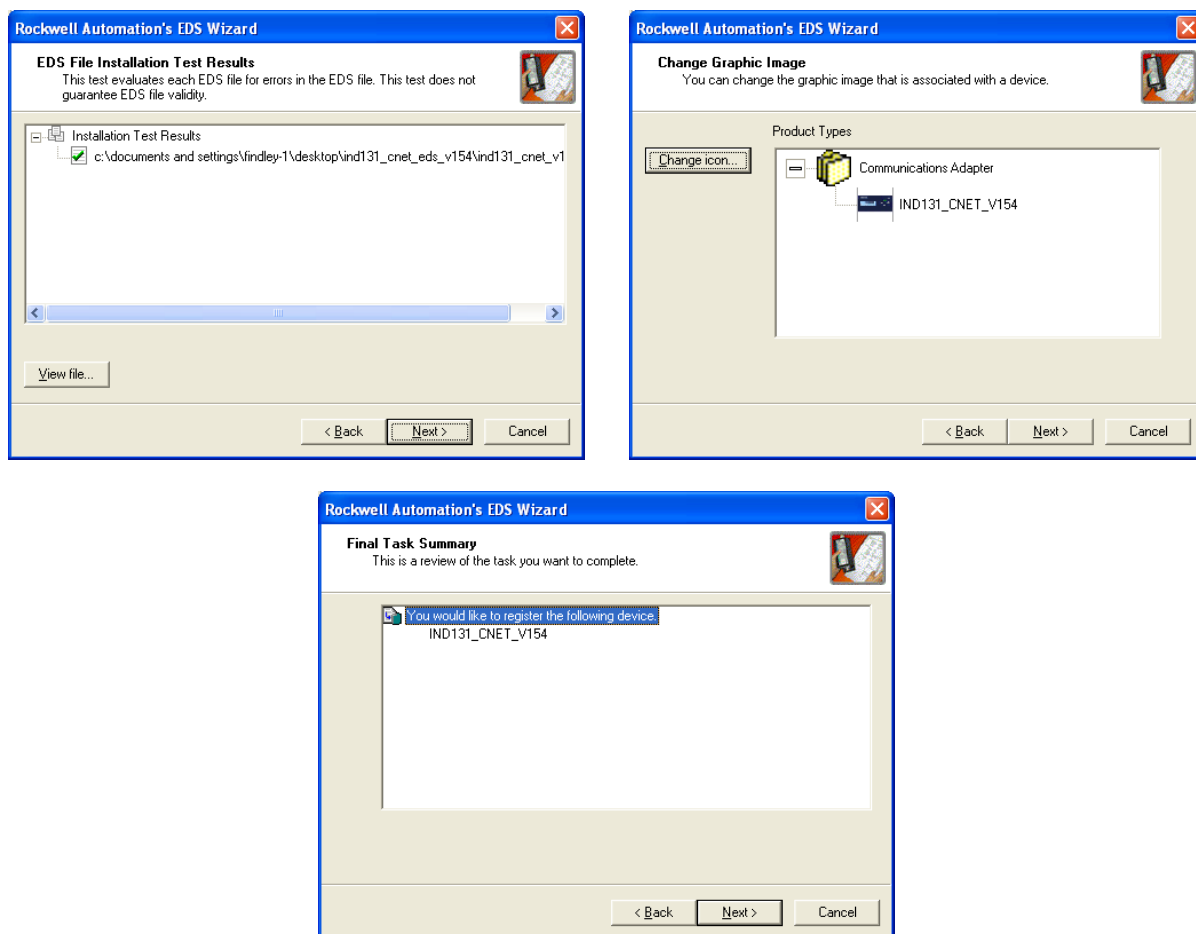 Rockwell Automation's EDS Wizard
EDS File Installation Test Results
This test evaluates each EDS file for errors in the EDS file. This test does not
guarantee EDS file validity.
Installation Test Results
c:\documents and settings\findley-1\desktop\ind131_cnet_eds_v154\ind131_cnet_v1
View file...
< Back
Next >
Cancel
Rockwell Automation's EDS Wizard
Change Graphic Image
You can change the graphic image that is associated with a device.
Product Types
Change icon...
Communications Adapter
IND131_CNET_V154
< Back
Next >
Cancel
Rockwell Automation's EDS Wizard
Final Task Summary
This is a review of the task you want to complete.
You would like to register the following device.
IND131_CNET_V154
< Back
Next >
Cancel